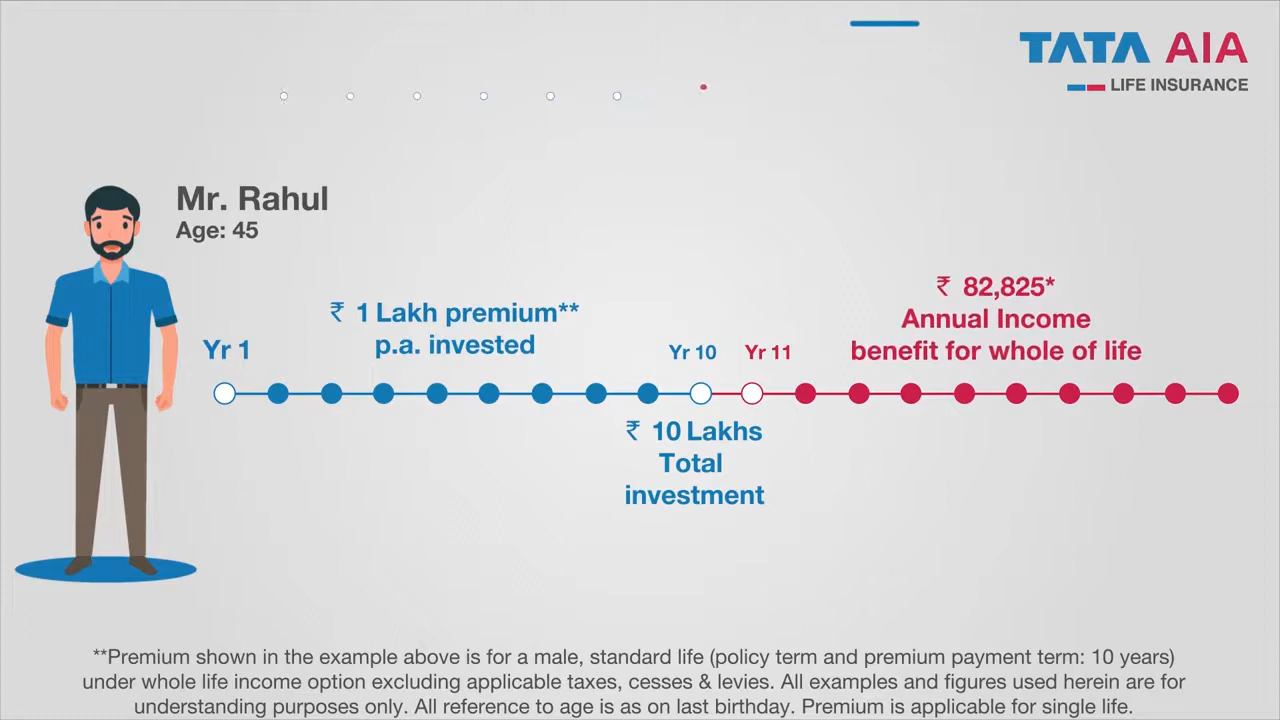 TATA AIA
LIFE INSURANCE
Mr. Rahul
Age: 45
₹ 1 Lakh premium**
p.a. invested
₹ 82,825*
Annual Income
benefit for whole of life
Yr 1
Yr 10
Yr 11
₹ 10 Lakhs
Total
investment
**Premium shown in the example above is for a male, standard life (policy term and premium payment term: 10 years)
under whole life income option excluding applicable taxes, cesses & levies. All examples and figures used herein are for
understanding purposes only. All reference to age is as on last birthday. Premium is applicable for single life.